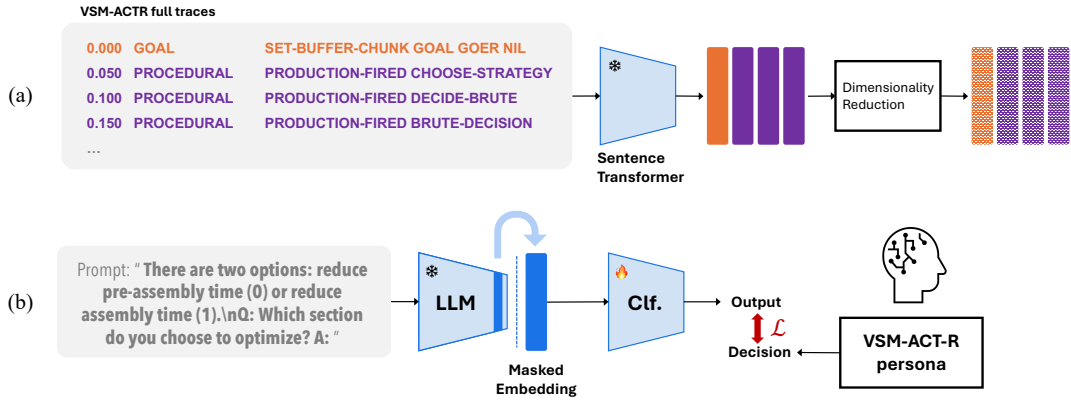 VSM-ACTR full traces
(a)
0.000 GOAL SET-BUFFER-CHUNK GOAL GOER NIL
0.050 PROCEDURAL PRODUCTION-FIRED CHOOSE-STRATEGY
0.100 PROCEDURAL PRODUCTION-FIRED DECIDE-BRUTE
0.150 PROCEDURAL PRODUCTION-FIRED BRUTE-DECISION
...
Sentence
Transformer
Dimensionality
Reduction
(b)
Prompt: “ There are two options: reduce
pre-assembly time (0) or reduce
assembly time (1).\nQ: Which section
do you choose to optimize? A: ”
LLM
Masked
Embedding
Clf.
Output
ℒ
Decision
VSM-ACT-R
persona